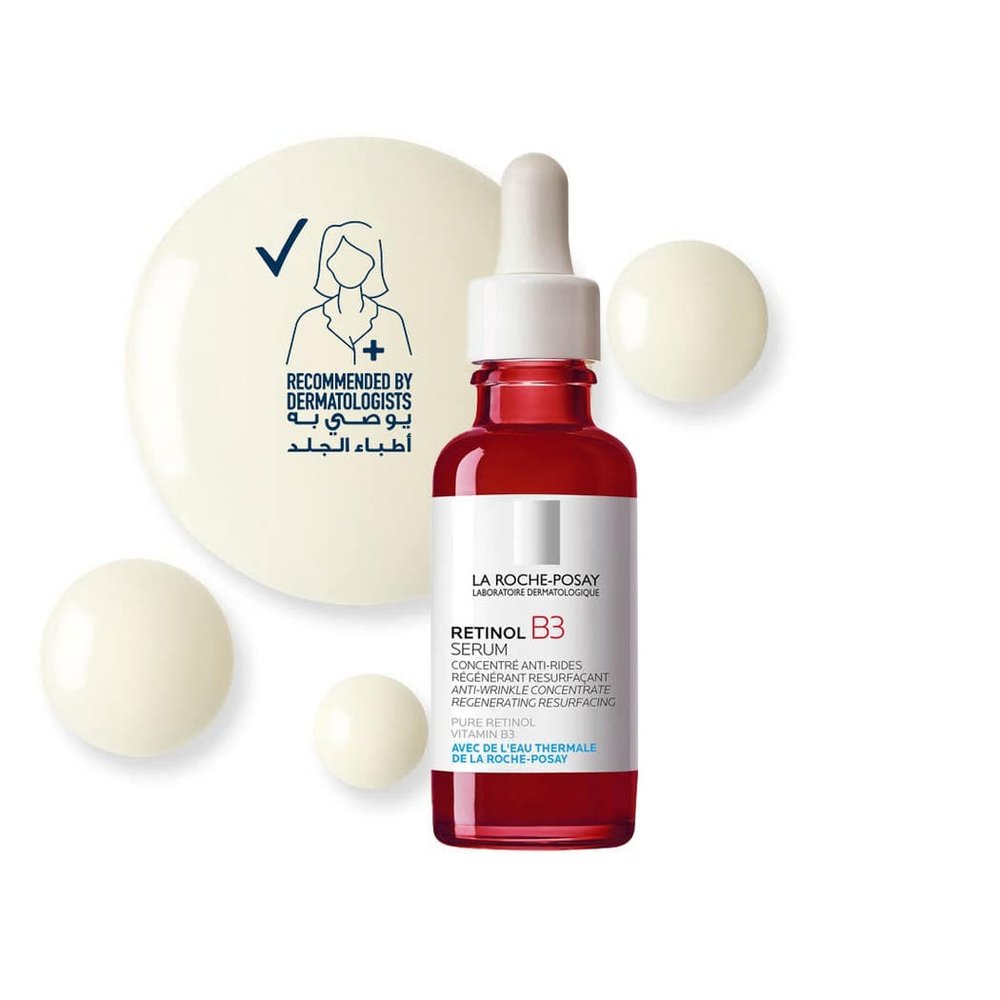 RECOMMENDED BY
DERMATOLOGISTS
يوصي به
أطباء الجلد
LA ROCHE-POSAY
LABORATOIRE DERMATOLOGIQUE
RETINOL B3
SERUM
CONCENTRÉ ANTI-RIDES
RÉGÉNÉRANT RESURFAÇANT
ANTI-WRINKLE CONCENTRATE
REGENERATING RESURFACING
PURE RETINOL
VITAMIN B3
AVEC DE L'EAU THERMALE
DE LA ROCHE-POSAY